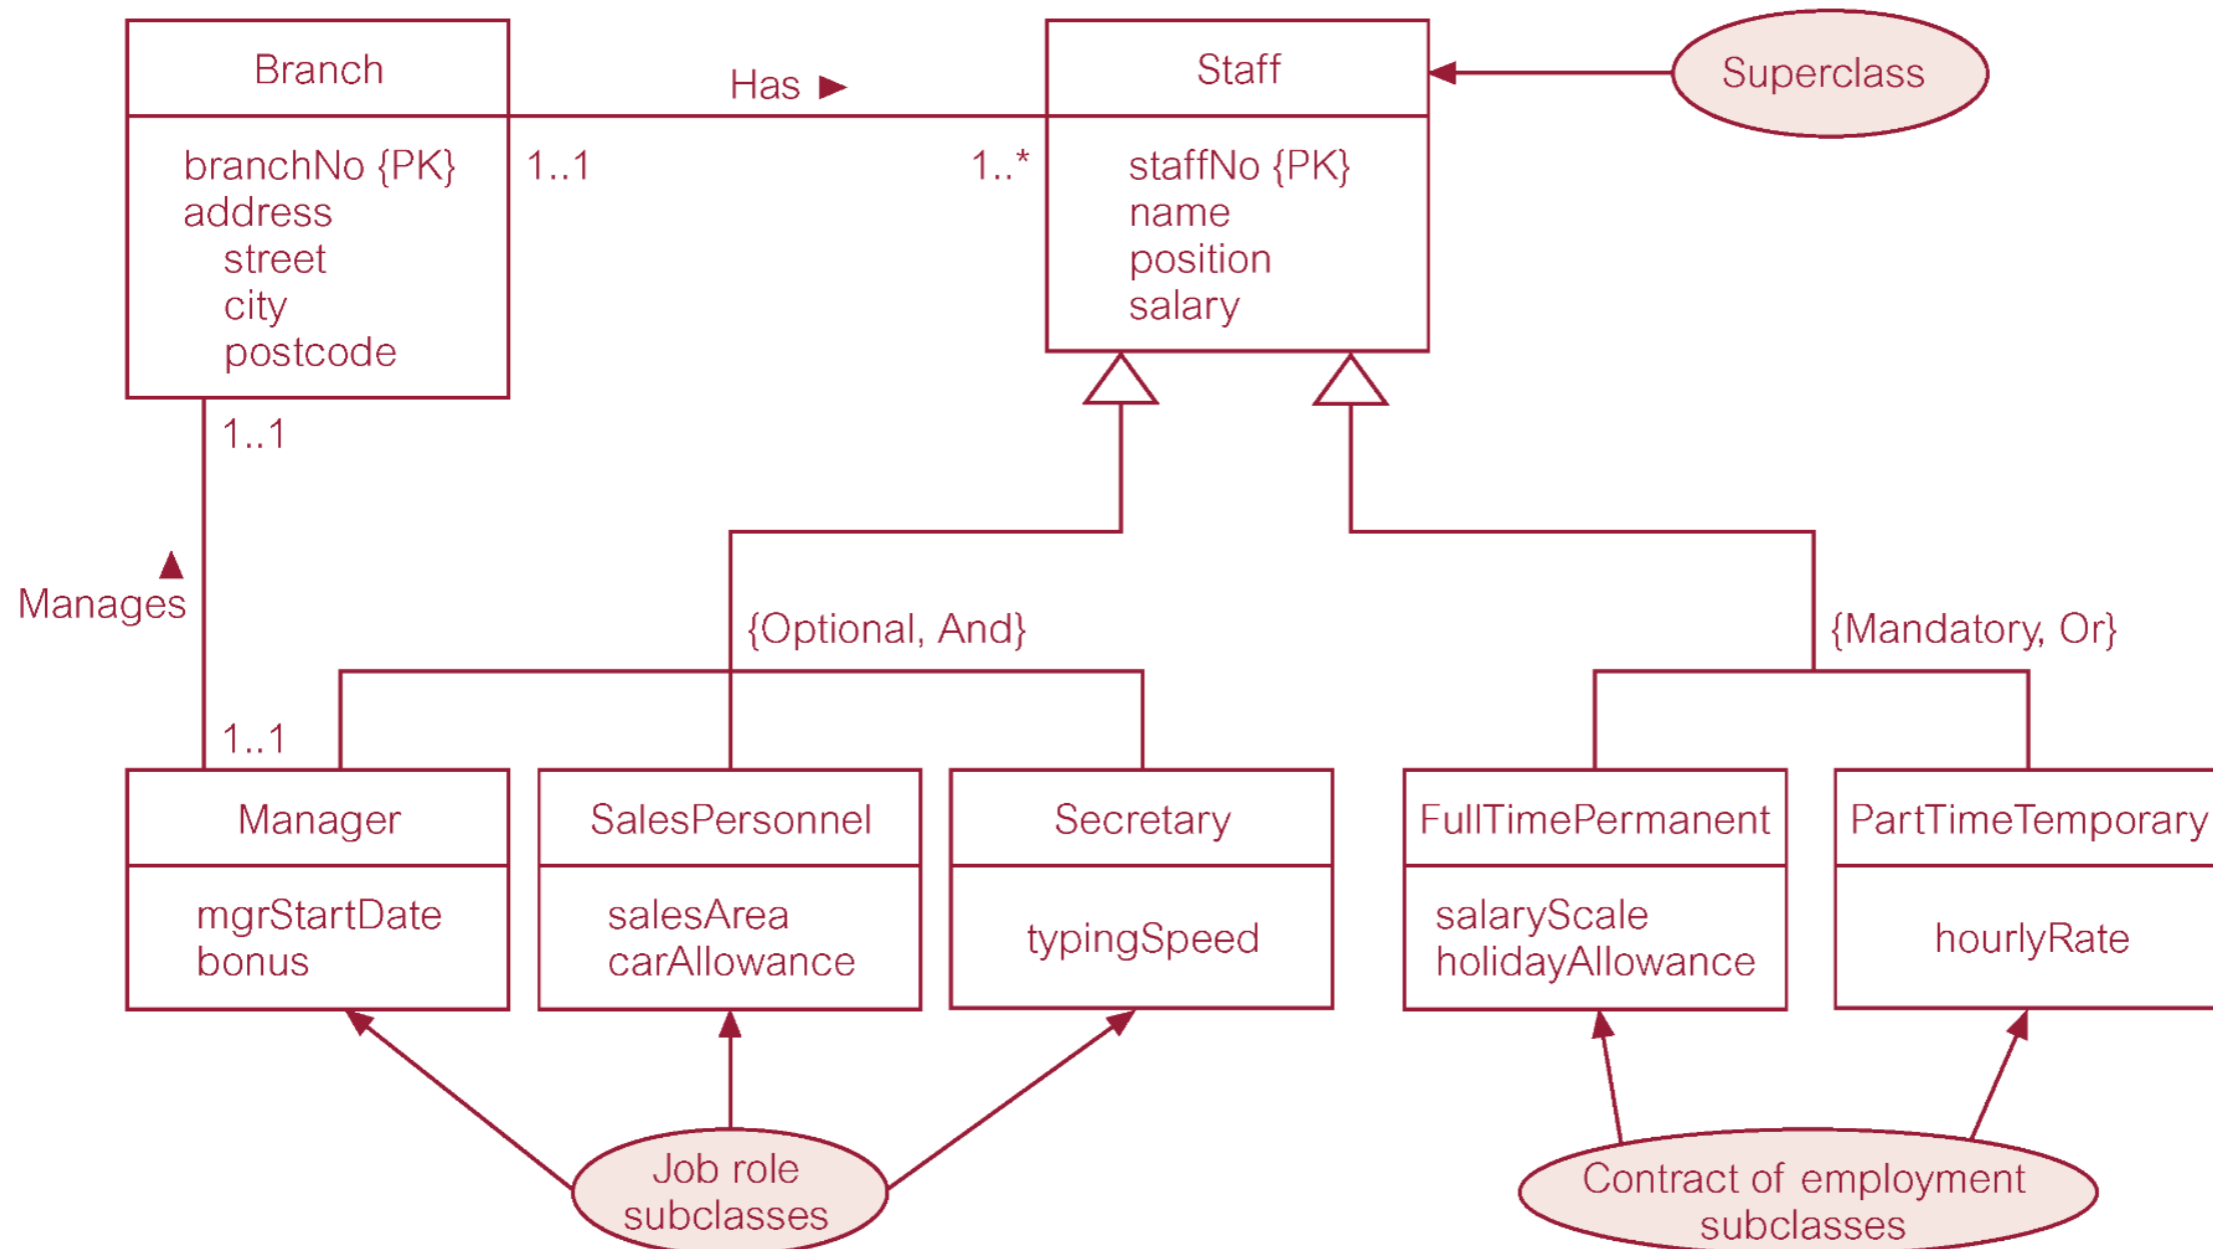 Branch
branchNo {PK}
address
street
city
postcode
Has ►
1..1
1..*
Staff
staffNo {PK}
name
position
salary
Superclass
1..1
▲
Manages
1..1
{Optional, And}
{Mandatory, Or}
Manager
mgrStartDate
bonus
SalesPersonnel
salesArea
carAllowance
Secretary
typingSpeed
FullTimePermanent
salaryScale
holidayAllowance
PartTimeTemporary
hourlyRate
Job role
subclasses
Contract of employment
subclasses